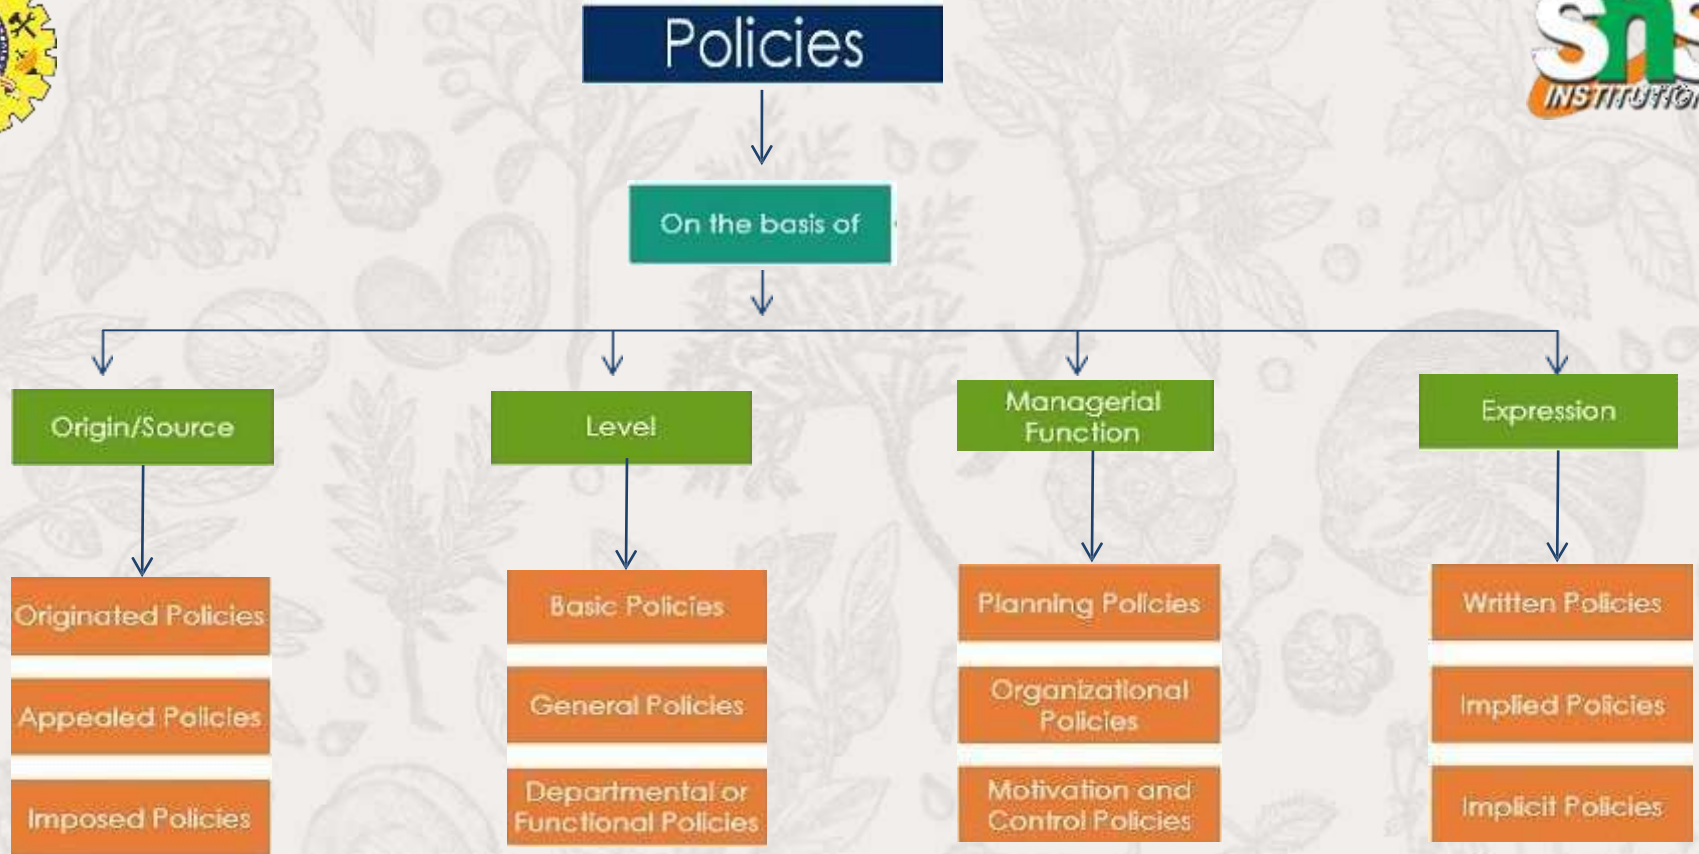 Policies
SNS
INSTITUTION
On the basis of
Origin/Source
Level
Managerial
Function
Expression
Originated Policies
Appealed Policies
Imposed Policies
Basic Policies
General Policies
Departmental or
Functional Policies
Planning Policies
Organizational
Policies
Motivation and
Control Policies
Written Policies
Implied Policies
Implicit Policies